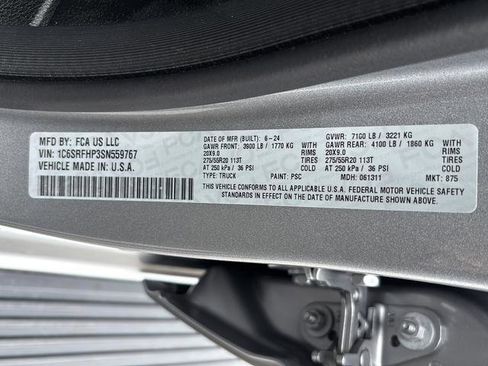 MFD BY: FCA US LLC
VIN: 1C6SRFHP3SN559767
VEHICLE MADE IN: U.S.A.
DATE OF MFR (BUILT): 6-24 GVWR: 7100 LB / 3221 KG
GAWR FRONT: 3900 LB / 1770 KG WITH GAWR REAR: 4100 LB / 1860 KG WITH
20X9.0 RIMS 20X9.0 RIMS
275/55R20 113T TIRES 275/55R20 113T TIRES
AT 250 kPa / 36 PSI COLD AT 250 kPa / 36 PSI COLD
THIS VEHICLE CONFORMS TO ALL APPLICABLE U.S.A. FEDERAL MOTOR VEHICLE SAFETY
STANDARDS IN EFFECT ON THE DATE OF MANUFACTURE SHOWN ABOVE.
TYPE: TRUCK PAINT: PSC MDH: 061311 MKT: 875